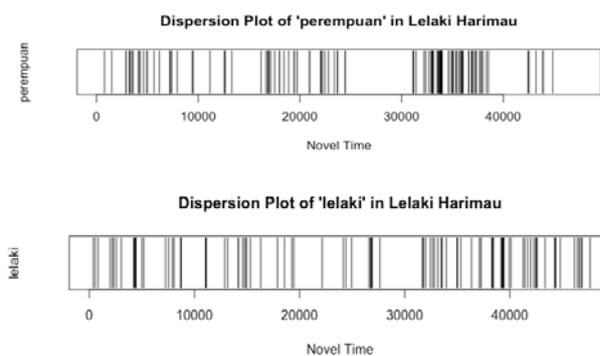 Dispersion Plot of 'perempuan' in Lelaki Harimau
perempuan
0 10000 20000 30000 40000
Novel Time
Dispersion Plot of 'lelaki' in Lelaki Harimau
lelaki
0 10000 20000 30000 40000
Novel Time